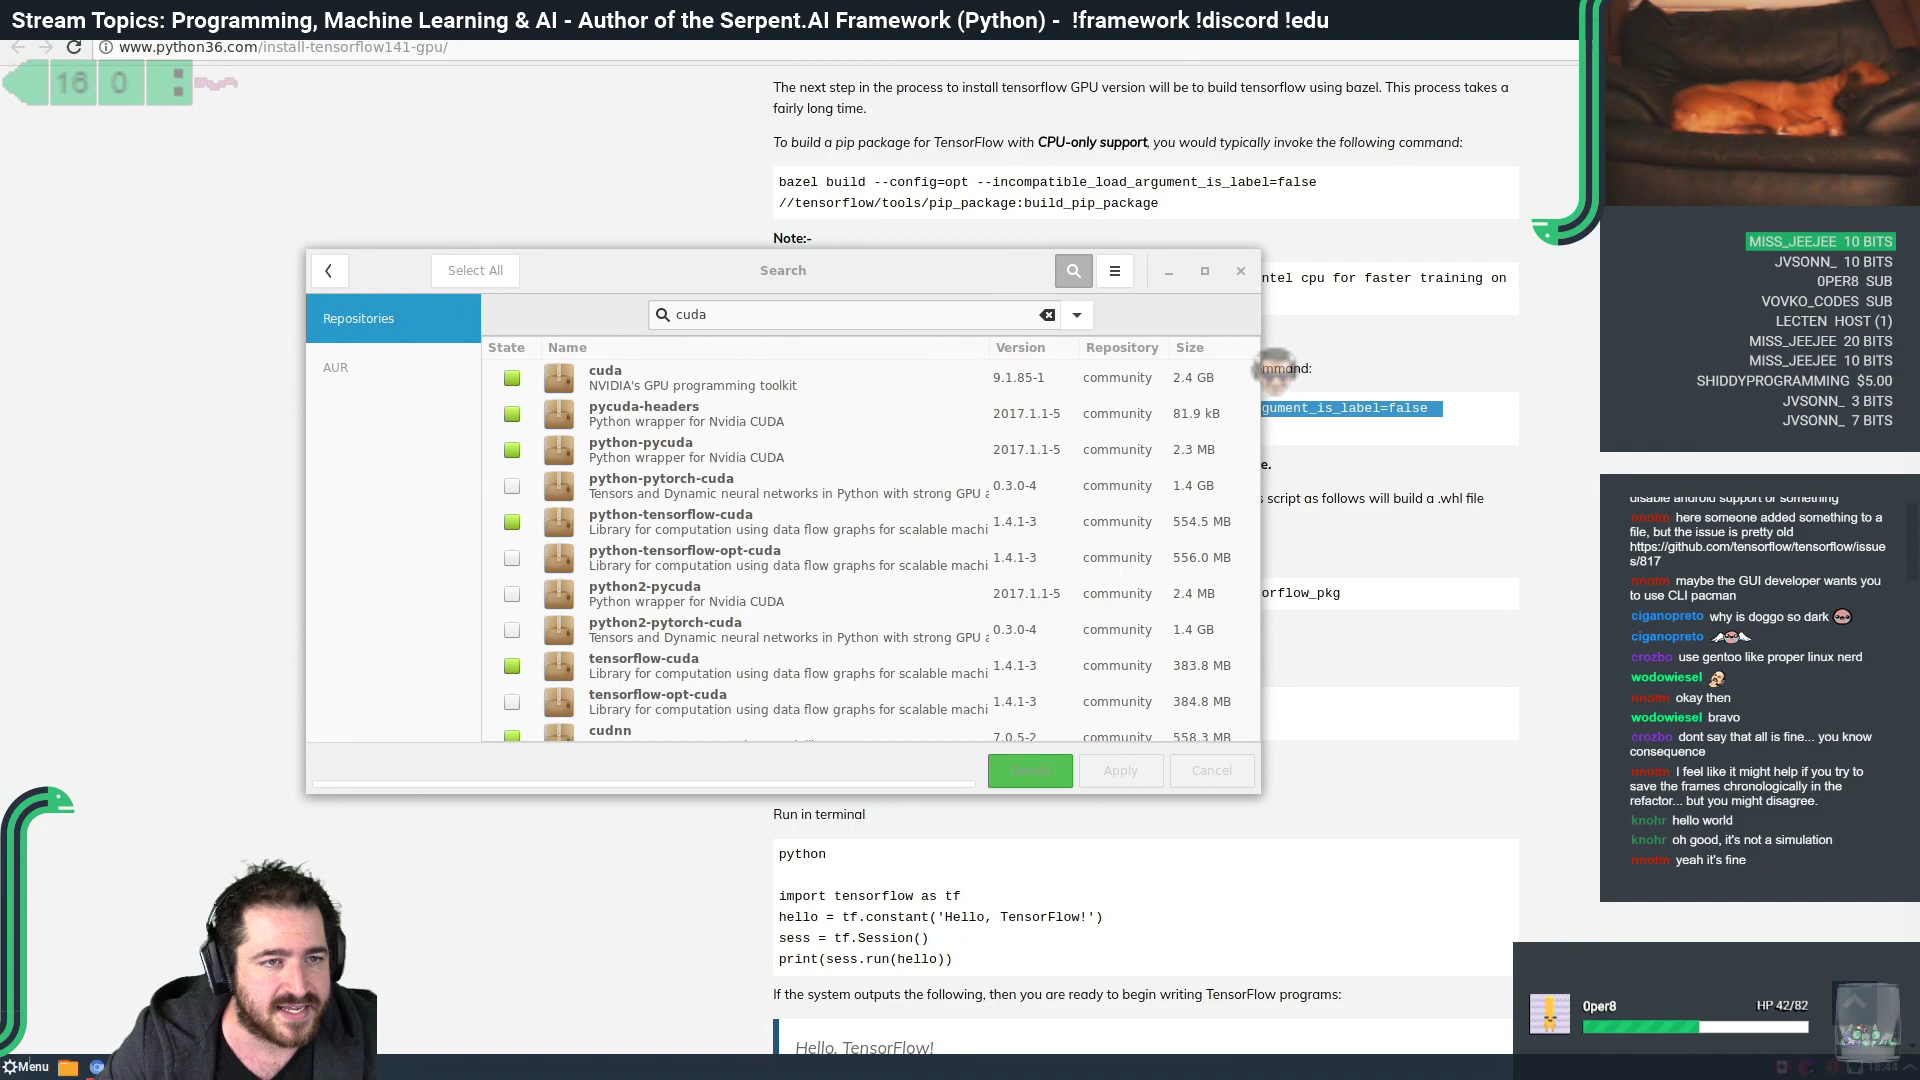 Stream Topics: Programming, Machine Learning & AI - Author of the Serpent.AI Framework (Python) - !framework !discord !edu
www.python36.com/install-tensorflow141-gpu/
16 0
The next step in the process to install tensorflow GPU version will be to build tensorflow using bazel. This process takes a
fairly long time.
To build a pip package for TensorFlow with CPU-only support, you would typically invoke the following command:
bazel build --config=opt --incompatible_load_argument_is_label=false
//tensorflow/tools/pip_package:build_pip_package
Note:-
ntel cpu for faster training on
mmand:
gument_is_label=false
e.
s script as follows will build a .whl file
orflow_pkg
Select All
Search
Repositories
AUR
cuda
State Name Version Repository Size
cuda
NVIDIA's GPU programming toolkit
9.1.85-1 community 2.4 GB
pycuda-headers
Python wrapper for Nvidia CUDA
2017.1.1-5 community 81.9 kB
python-pycuda
Python wrapper for Nvidia CUDA
2017.1.1-5 community 2.3 MB
python-pytorch-cuda
Tensors and Dynamic neural networks in Python with strong GPU a
0.3.0-4 community 1.4 GB
python-tensorflow-cuda
Library for computation using data flow graphs for scalable machi
1.4.1-3 community 554.5 MB
python-tensorflow-opt-cuda
Library for computation using data flow graphs for scalable machi
1.4.1-3 community 556.0 MB
python2-pycuda
Python wrapper for Nvidia CUDA
2017.1.1-5 community 2.4 MB
python2-pytorch-cuda
Tensors and Dynamic neural networks in Python with strong GPU a
0.3.0-4 community 1.4 GB
tensorflow-cuda
Library for computation using data flow graphs for scalable machi
1.4.1-3 community 383.8 MB
tensorflow-opt-cuda
Library for computation using data flow graphs for scalable machi
1.4.1-3 community 384.8 MB
cudnn
7.0.5-2 community 558.3 MB
Details Apply Cancel
Run in terminal
python
import tensorflow as tf
hello = tf.constant('Hello, TensorFlow!')
sess = tf.Session()
print(sess.run(hello))
If the system outputs the following, then you are ready to begin writing TensorFlow programs:
Hello, TensorFlow!
MISS_JEEJEE 10 BITS
JVSONN_ 10 BITS
0PER8 SUB
VOVKO_CODES SUB
LECTEN HOST (1)
MISS_JEEJEE 20 BITS
MISS_JEEJEE 10 BITS
SHIDDYPROGRAMMING $5.00
JVSONN_ 3 BITS
JVSONN_ 7 BITS
disable android support or something
nnotm here someone added something to a
file, but the issue is pretty old
https://github.com/tensorflow/tensorflow/issue
s/817
nnotm maybe the GUI developer wants you
to use CLI pacman
ciganopreto why is doggo so dark
ciganopreto
crozbo use gentoo like proper linux nerd
wodowiesel
nnotm okay then
wodowiesel bravo
crozbo dont say that all is fine... you know
consequence
nnotm I feel like it might help if you try to
save the frames chronologically in the
refactor... but you might disagree.
knohr hello world
knohr oh good, it's not a simulation
nnotm yeah it's fine
0per8 HP 42/82
Menu
18:44